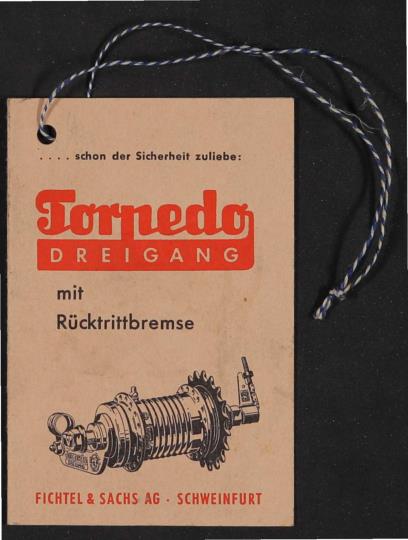 .... schon der Sicherheit zuliebe:
Torpedo
DREIGANG
mit
Rücktrittbremse
FICHTEL & SACHS AG · SCHWEINFURT